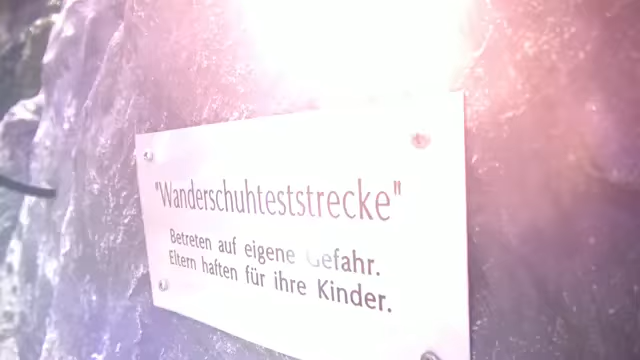 "Wanderschuhteststrecke"
Betreten auf eigene Gefahr.
Eltern haften für ihre Kinder.